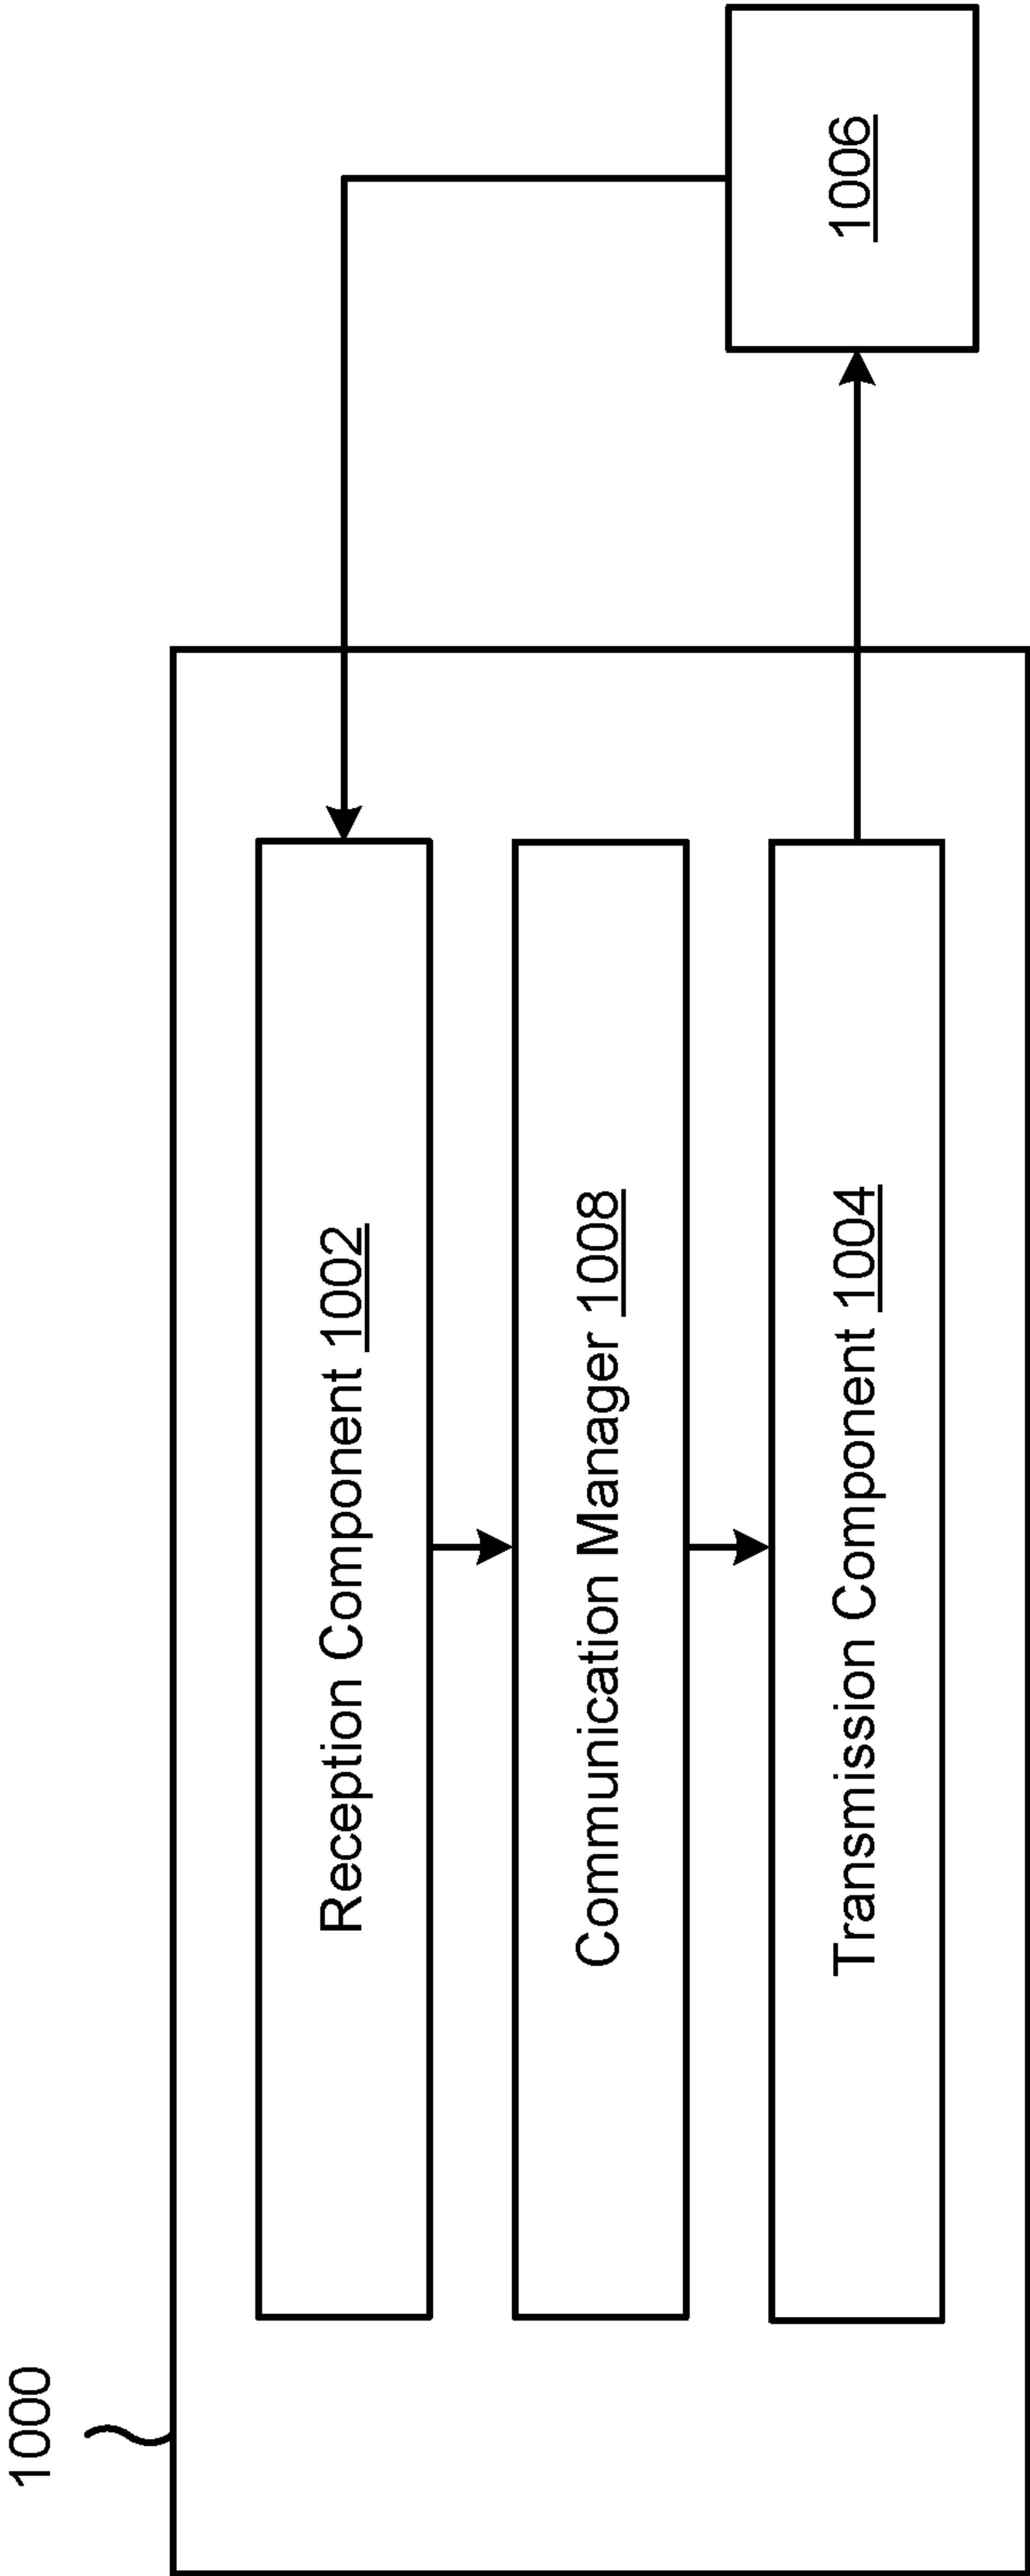 1000
Reception Component 1002
Communication Manager 1008
Transmission Component 1004
1006